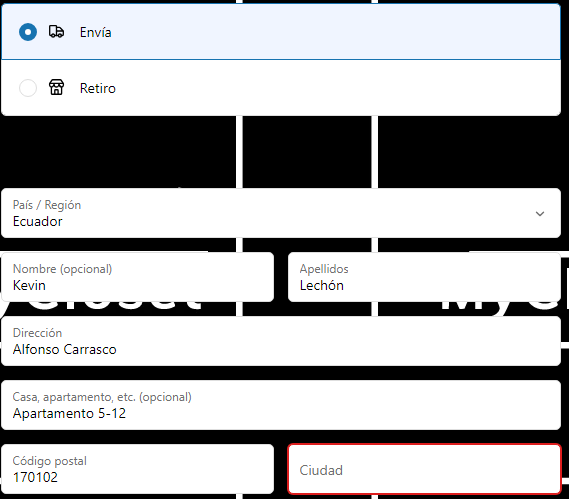 Envía
Retiro
País / Región
Ecuador
Nombre (opcional)
Kevin
Apellidos
Lechón
Dirección
Alfonso Carrasco
Casa, apartamento, etc. (opcional)
Apartamento 5-12
Código postal
170102
Ciudad